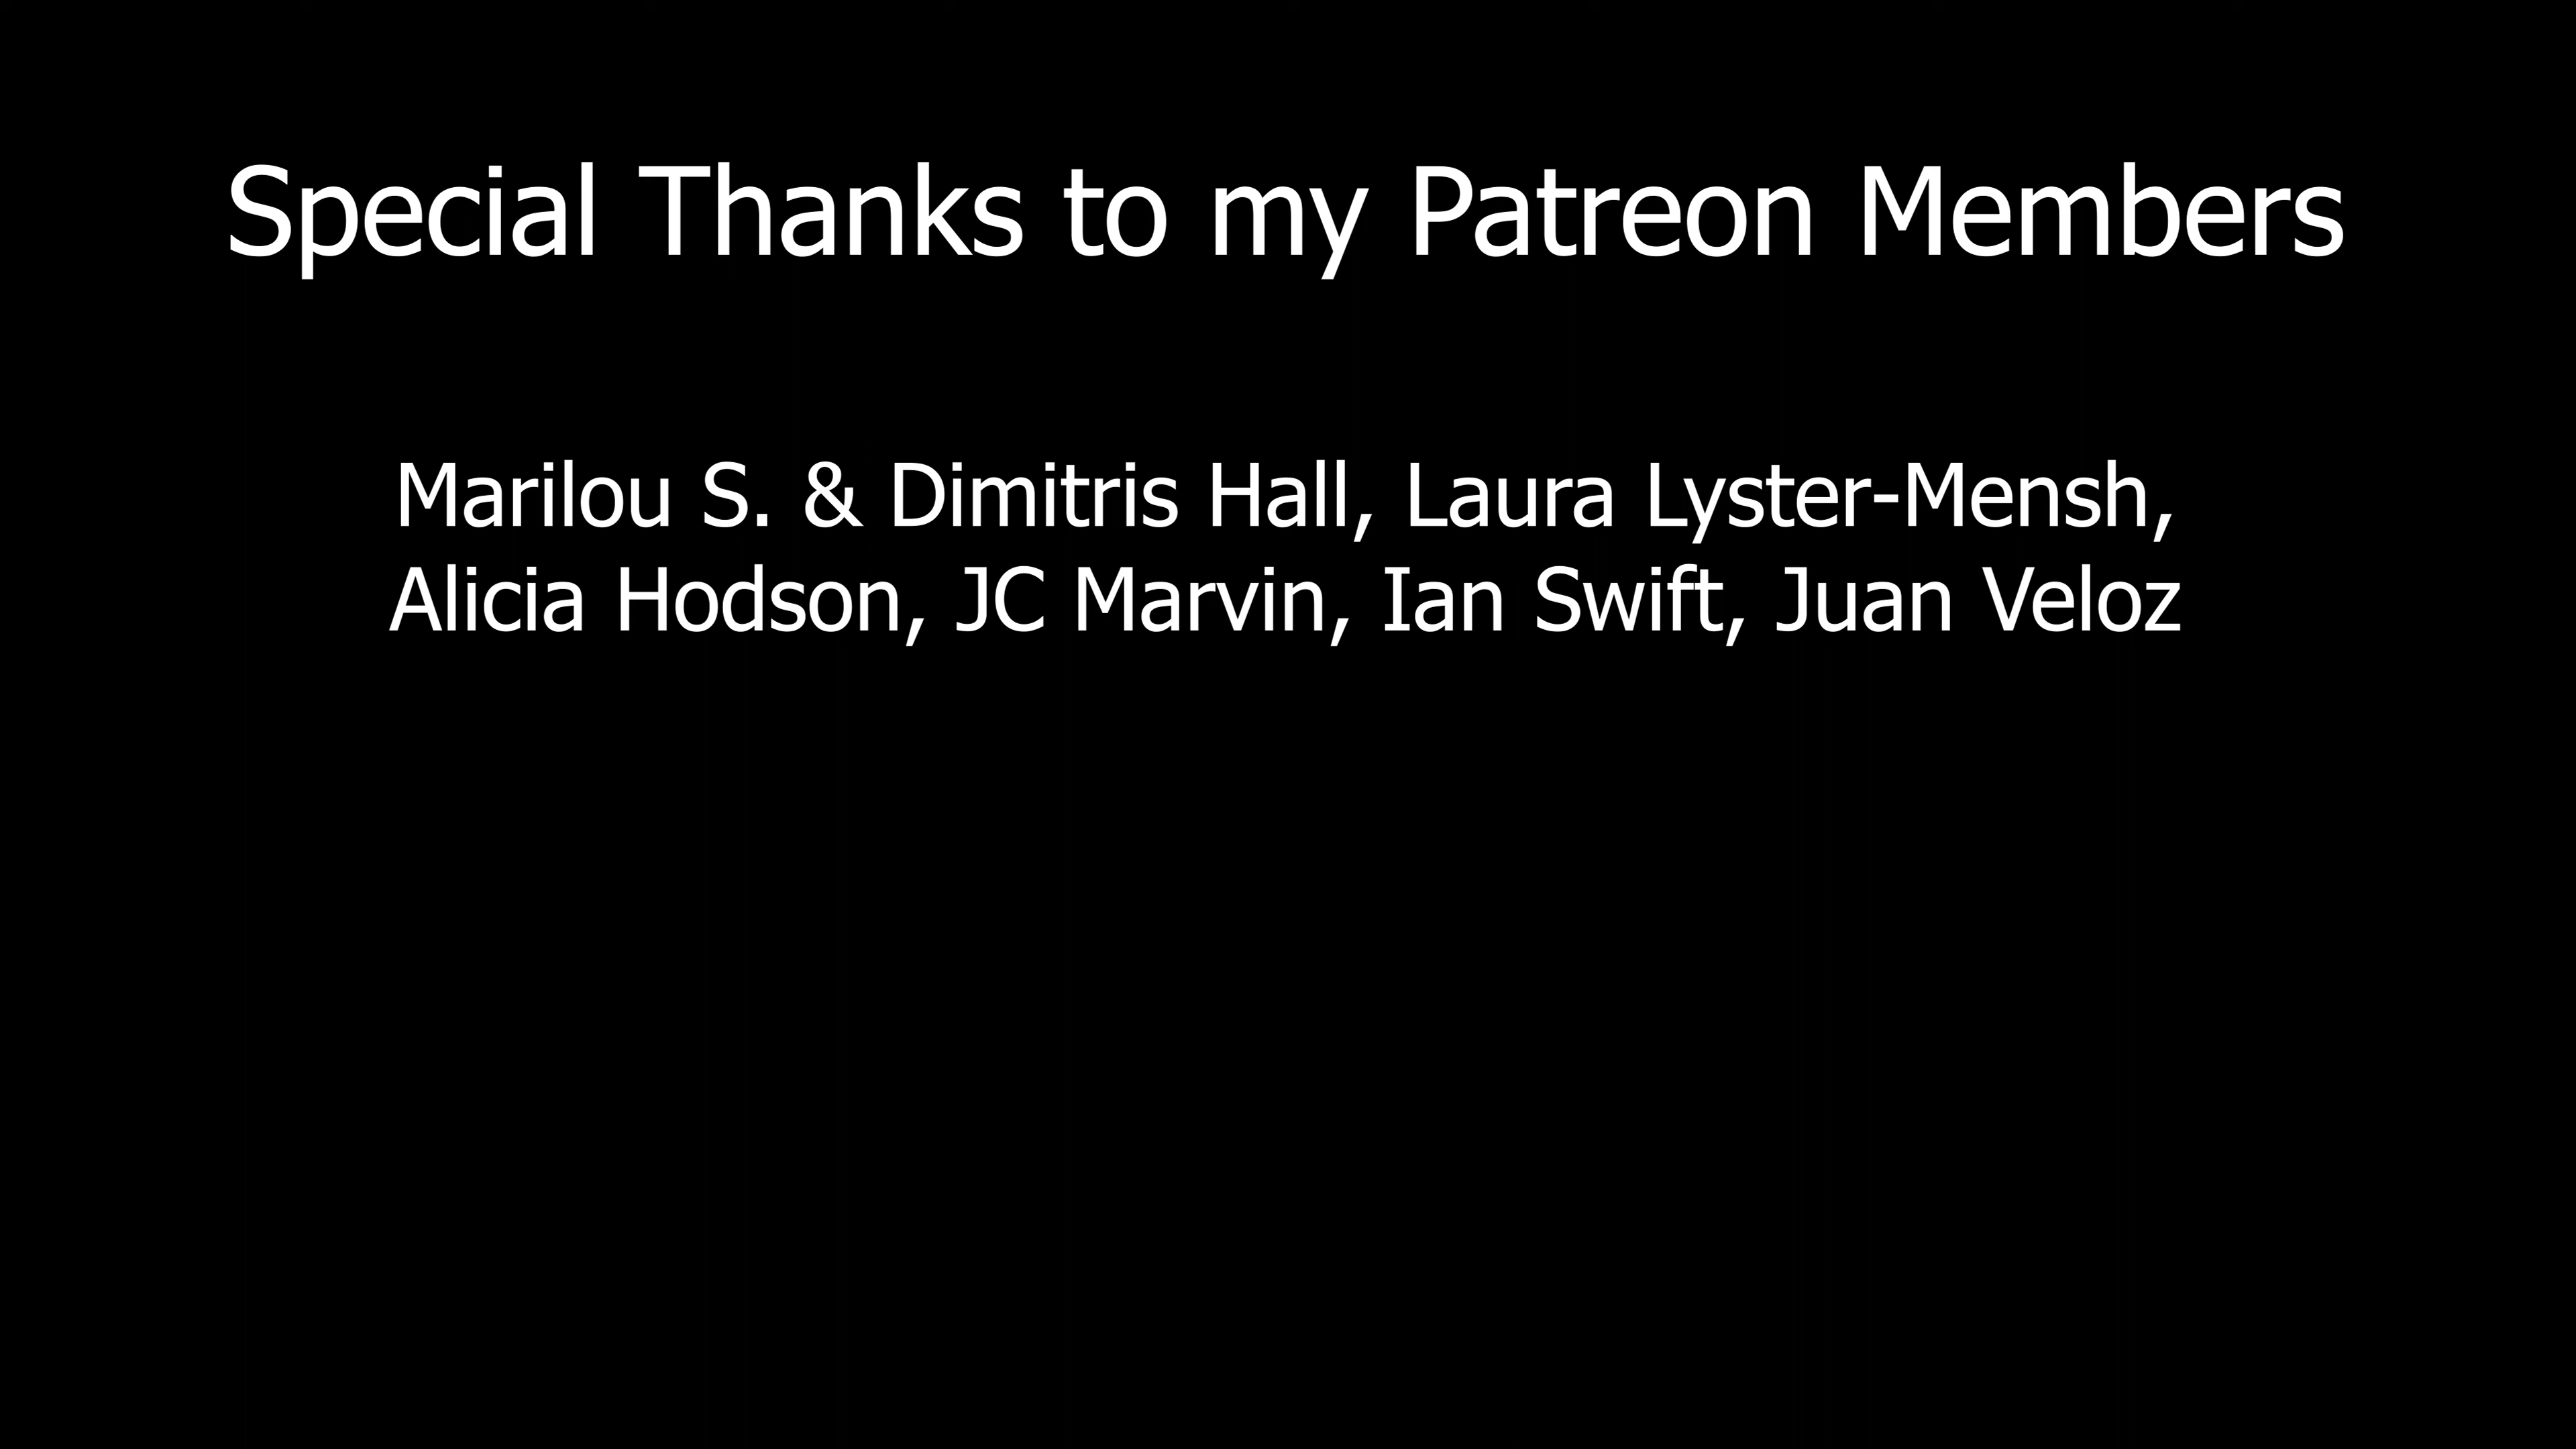 Special Thanks to my Patreon Members
Marilou S. & Dimitris Hall, Laura Lyster-Mensh,
Alicia Hodson, JC Marvin, Ian Swift, Juan Veloz